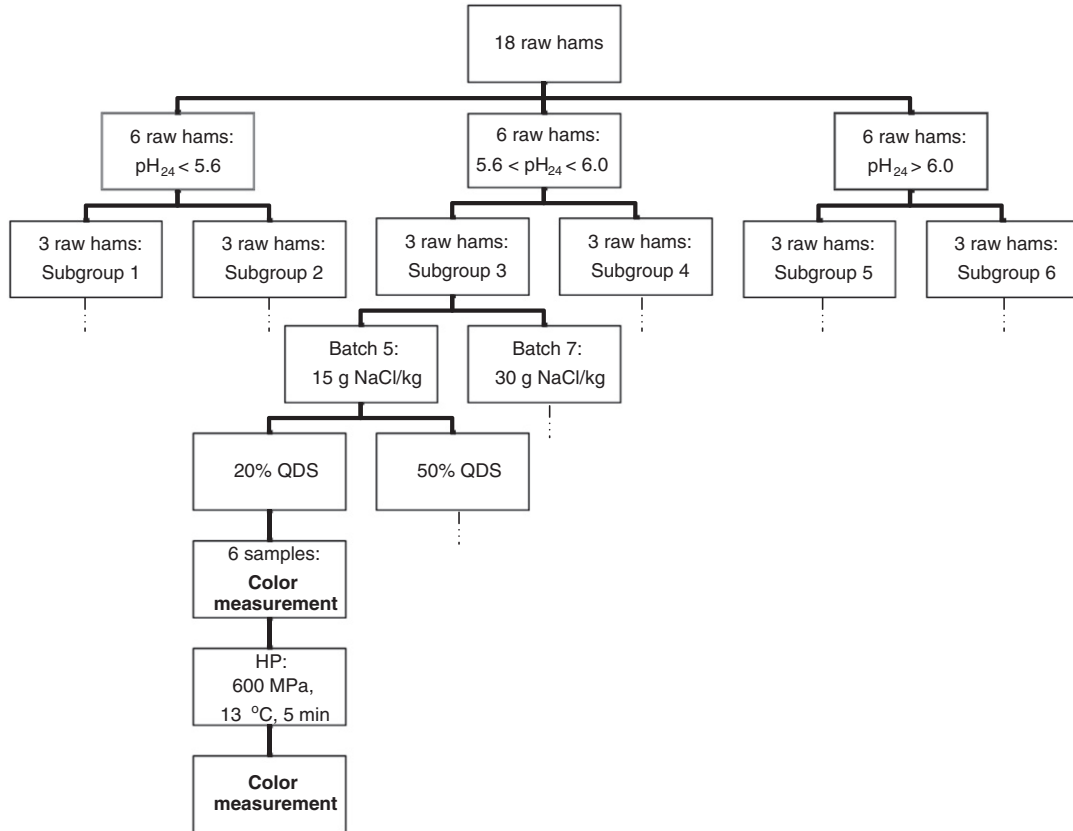 18 raw hams
6 raw hams:
pH₂₄ < 5.6
6 raw hams:
5.6 < pH₂₄ < 6.0
6 raw hams:
pH₂₄ > 6.0
3 raw hams:
Subgroup 1
3 raw hams:
Subgroup 2
3 raw hams:
Subgroup 3
3 raw hams:
Subgroup 4
3 raw hams:
Subgroup 5
3 raw hams:
Subgroup 6
Batch 5:
15 g NaCl/kg
Batch 7:
30 g NaCl/kg
20% QDS
50% QDS
6 samples:
Color
measurement
HP:
600 MPa,
13 °C, 5 min
Color
measurement